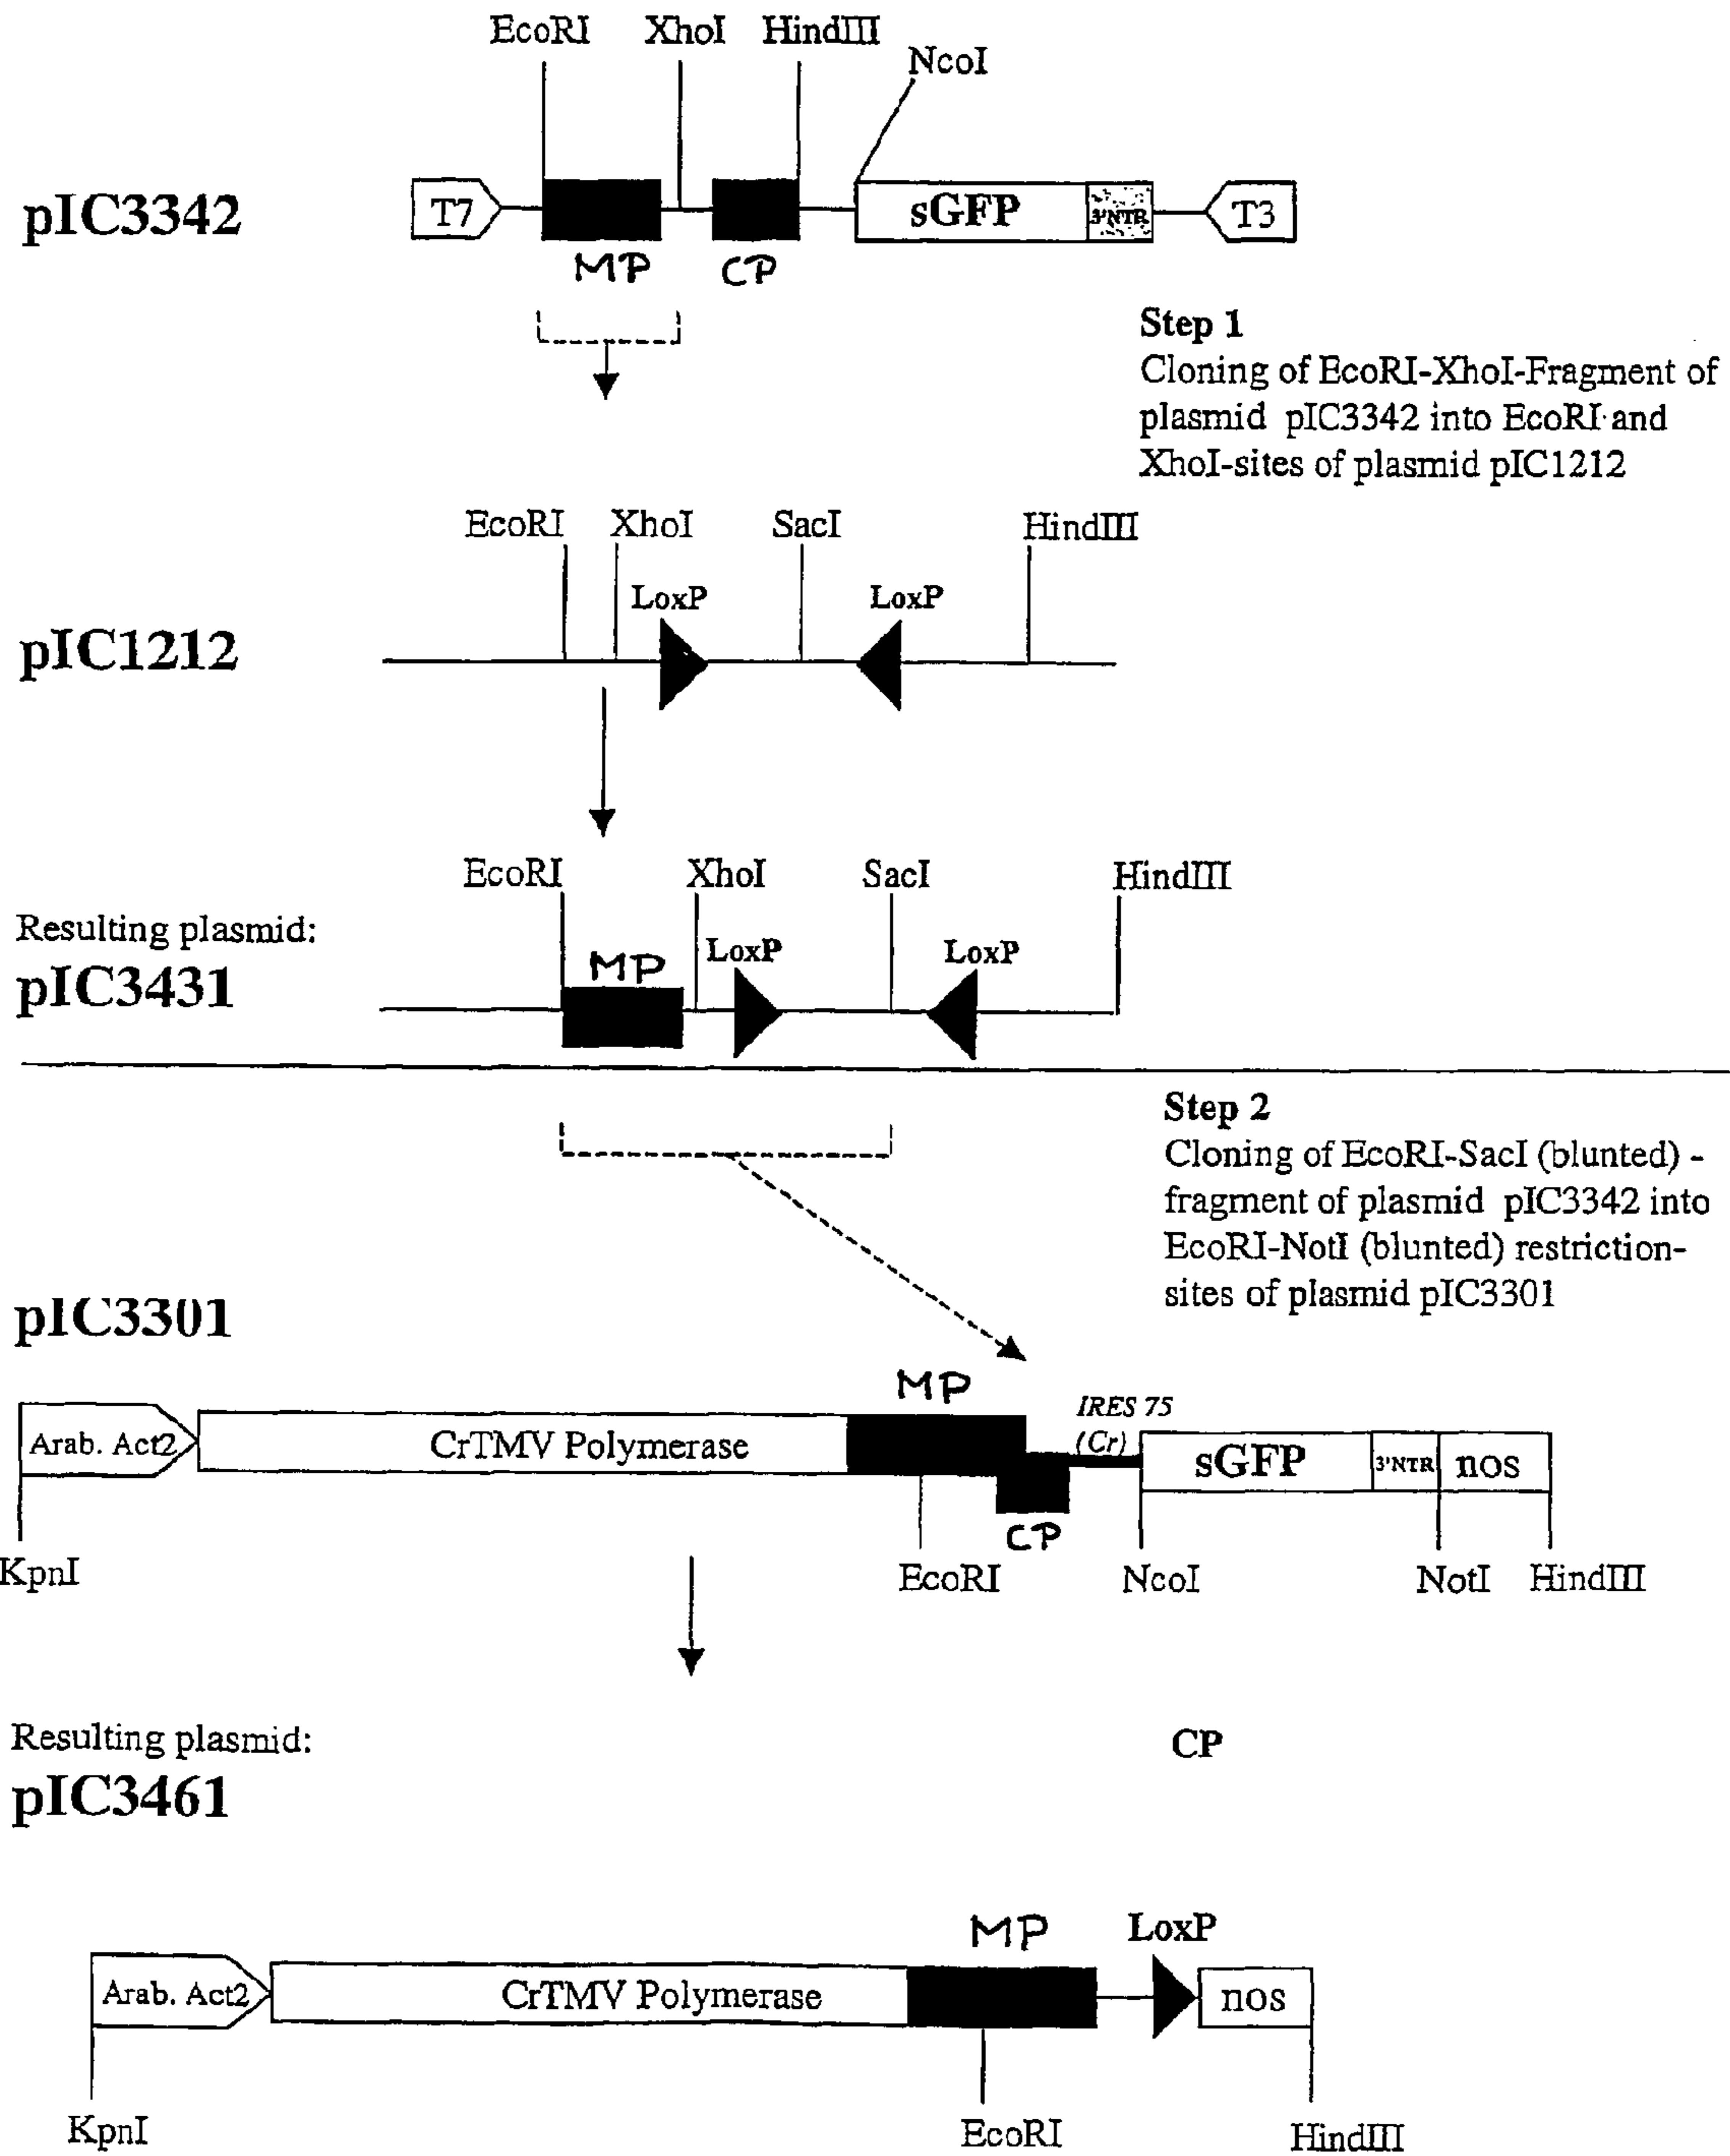 EcoRI XhoI HindIII
NcoI
pIC3342
T7 sGFP 3'NTR T3
MP CP
Step 1
Cloning of EcoRI-XhoI-Fragment of
plasmid pIC3342 into EcoRI and
XhoI-sites of plasmid pIC1212
EcoRI XhoI SacI HindIII
LoxP LoxP
pIC1212
EcoRI XhoI SacI HindIII
Resulting plasmid:
pIC3431
MP LoxP LoxP
Step 2
Cloning of EcoRI-SacI (blunted) -
fragment of plasmid pIC3342 into
EcoRI-NotI (blunted) restriction-
sites of plasmid pIC3301
pIC3301
MP IRES 75
(Cr)
Arab. Act2 CrTMV Polymerase sGFP 3'NTR nos
CP
KpnI EcoRI NcoI NotI HindIII
Resulting plasmid:
pIC3461
CP
MP LoxP
Arab. Act2 CrTMV Polymerase nos
KpnI EcoRI HindIII